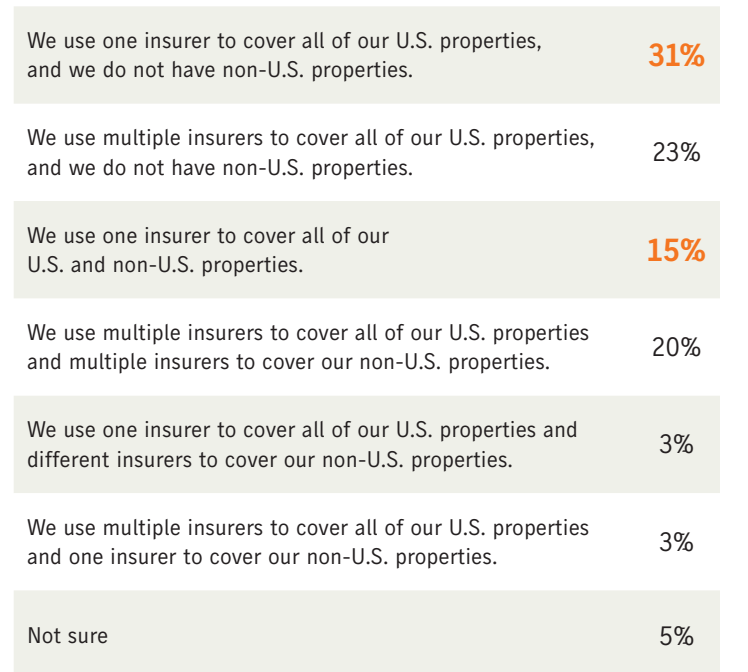 We use one insurer to cover all of our U.S. properties,
and we do not have non-U.S. properties.
31%
We use multiple insurers to cover all of our U.S. properties,
and we do not have non-U.S. properties.
23%
We use one insurer to cover all of our
U.S. and non-U.S. properties.
15%
We use multiple insurers to cover all of our U.S. properties
and multiple insurers to cover our non-U.S. properties.
20%
We use one insurer to cover all of our U.S. properties and
different insurers to cover our non-U.S. properties.
3%
We use multiple insurers to cover all of our U.S. properties
and one insurer to cover our non-U.S. properties.
3%
Not sure
5%